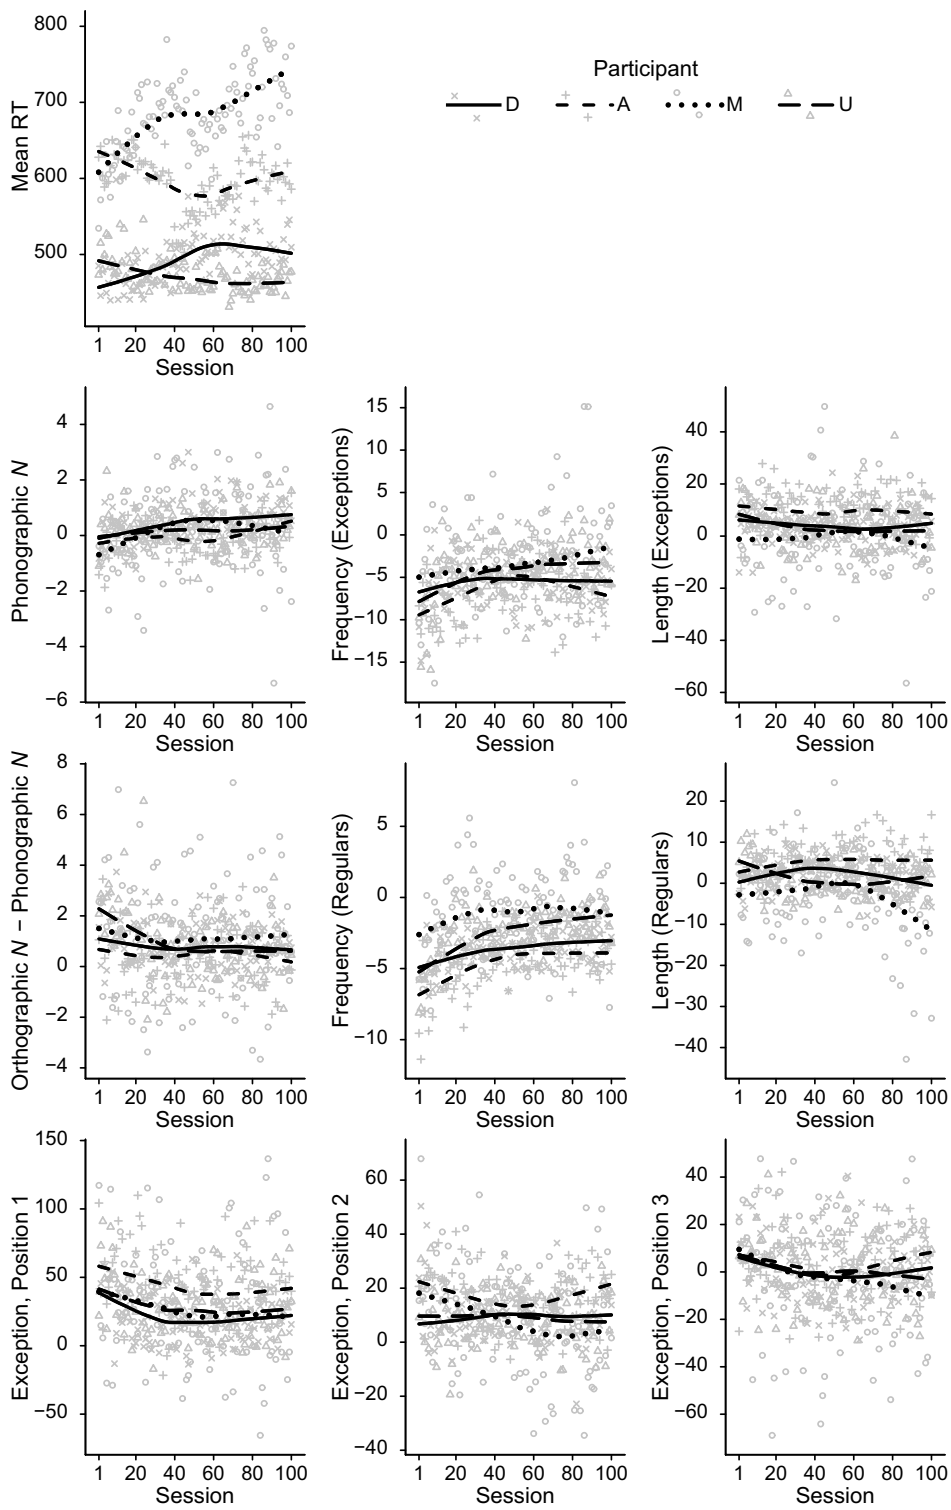 800
700
600
500
Mean RT
1 20 40 60 80 100
Session
Participant
D A M U
4
2
0
−2
−4
−6
Phonographic N
1 20 40 60 80 100
Session
15
10
5
0
−5
−10
−15
Frequency (Exceptions)
1 20 40 60 80 100
Session
40
20
0
−20
−40
−60
Length (Exceptions)
1 20 40 60 80 100
Session
8
6
4
2
0
−2
−4
Orthographic N − Phonographic N
1 20 40 60 80 100
Session
5
0
−5
−10
Frequency (Regulars)
1 20 40 60 80 100
Session
20
10
0
−10
−20
−30
−40
Length (Regulars)
1 20 40 60 80 100
Session
150
100
50
0
−50
Exception, Position 1
1 20 40 60 80 100
Session
60
40
20
0
−20
−40
Exception, Position 2
1 20 40 60 80 100
Session
40
20
0
−20
−40
−60
Exception, Position 3
1 20 40 60 80 100
Session